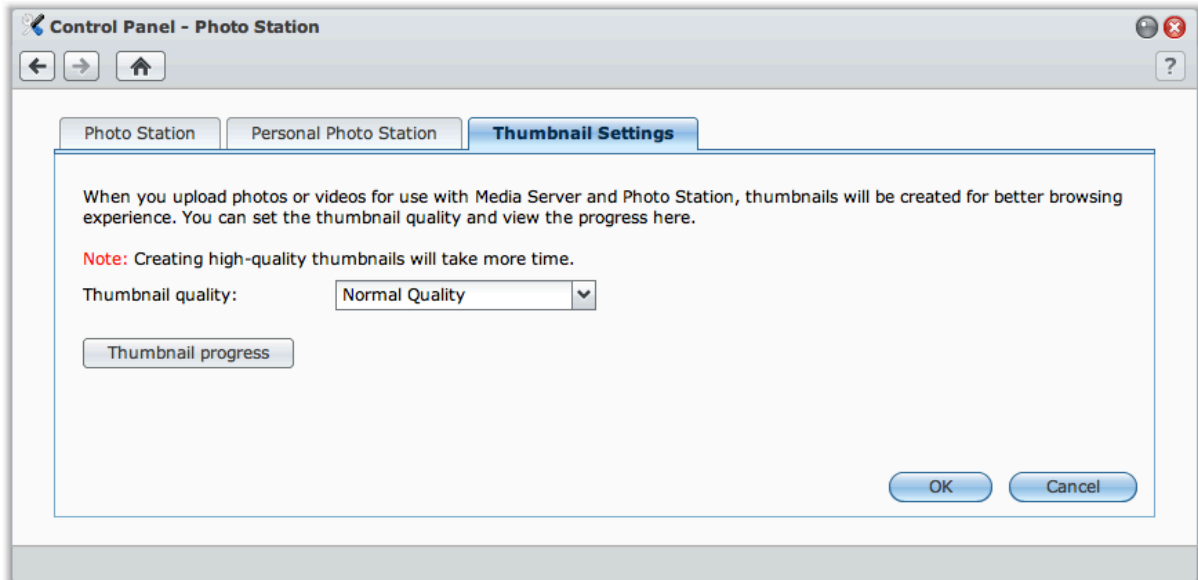 Control Panel - Photo Station
?
Photo Station
Personal Photo Station
Thumbnail Settings
When you upload photos or videos for use with Media Server and Photo Station, thumbnails will be created for better browsing
experience. You can set the thumbnail quality and view the progress here.
Note: Creating high-quality thumbnails will take more time.
Thumbnail quality: Normal Quality
Thumbnail progress
OK Cancel